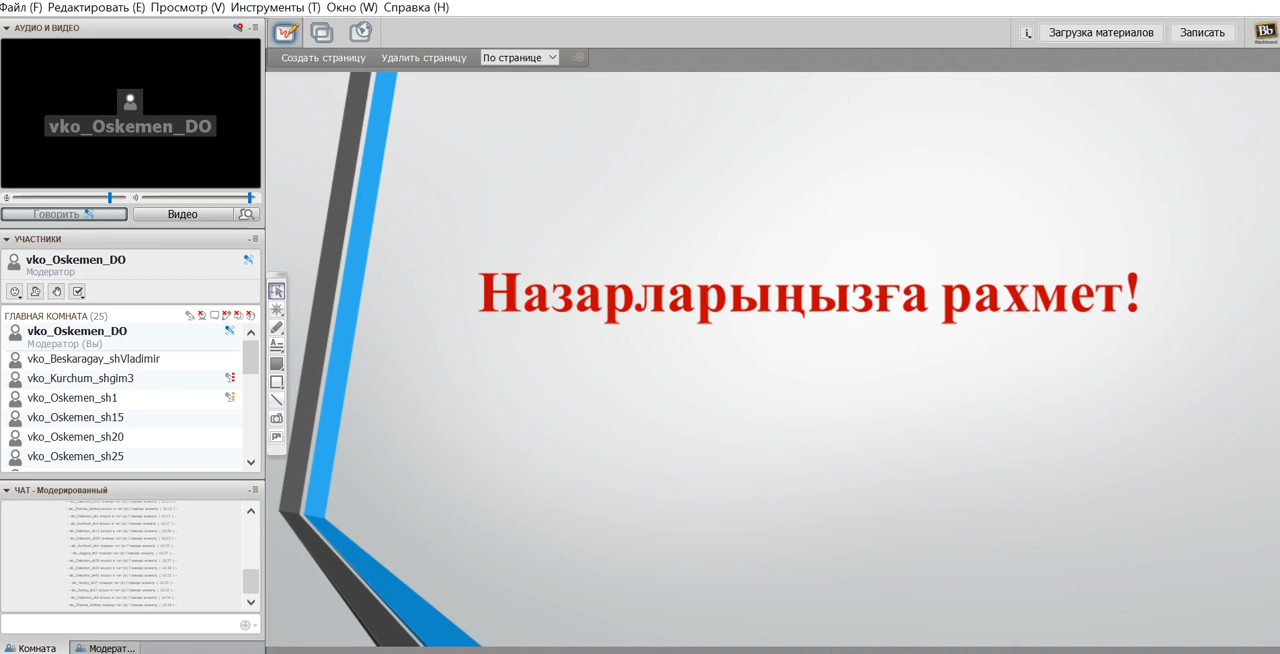 Файл (F) Редактировать (E) Просмотр (V) Инструменты (T) Окно (W) Справка (H)
АУДИО И ВИДЕО
vko_Oskemen_DO
Говорить
Видео
УЧАСТНИКИ
vko_Oskemen_DO
Модератор
ГЛАВНАЯ КОМНАТА (25)
vko_Oskemen_DO
Модератор (Вы)
vko_Beskaragay_shVladimir
vko_Kurchum_shgim3
vko_Oskemen_sh1
vko_Oskemen_sh15
vko_Oskemen_sh20
vko_Oskemen_sh25
ЧАТ - Модерированный
Комната
Модерат...
Загрузка материалов
Записать
Bb
Blackboard
Создать страницу Удалить страницу По странице
Назарларыңызға рахмет!